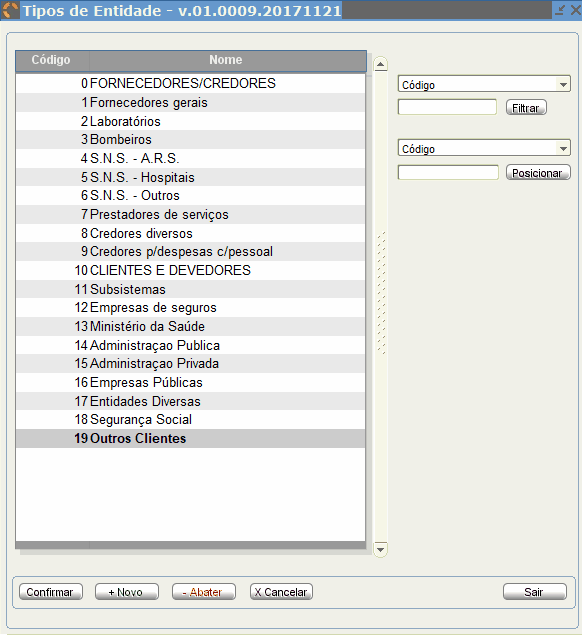 Tipos de Entidade - v.01.0009.20171121
Código Nome
0 FORNECEDORES/CREDORES
1 Fornecedores gerais
2 Laboratórios
3 Bombeiros
4 S.N.S. - A.R.S.
5 S.N.S. - Hospitais
6 S.N.S. - Outros
7 Prestadores de serviços
8 Credores diversos
9 Credores p/despesas c/pessoal
10 CLIENTES E DEVEDORES
11 Subsistemas
12 Empresas de seguros
13 Ministério da Saúde
14 Administraçao Publica
15 Administraçao Privada
16 Empresas Públicas
17 Entidades Diversas
18 Segurança Social
19 Outros Clientes
Código
Filtrar
Código
Posicionar
Confirmar + Novo - Abater X Cancelar Sair